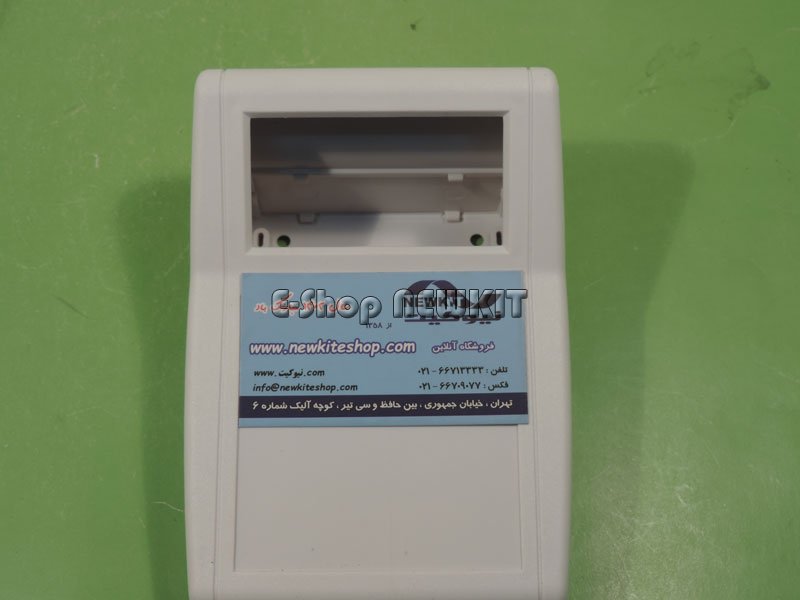 E-Shop NEWKIT
NEWKIT
نیوکیت
از ۱۳۵۸
www.newkiteshop.com فروشگاه آنلاین
www.نیوکیت.com تلفن : ۶۶۷۱۳۳۳۳ - ۰۲۱
info@newkiteshop.com فکس : ۶۶۷۰۹۰۷۷ - ۰۲۱
تهران ، خیابان جمهوری ، بین حافظ و سی تیر ، کوچه آلیک شماره ۶